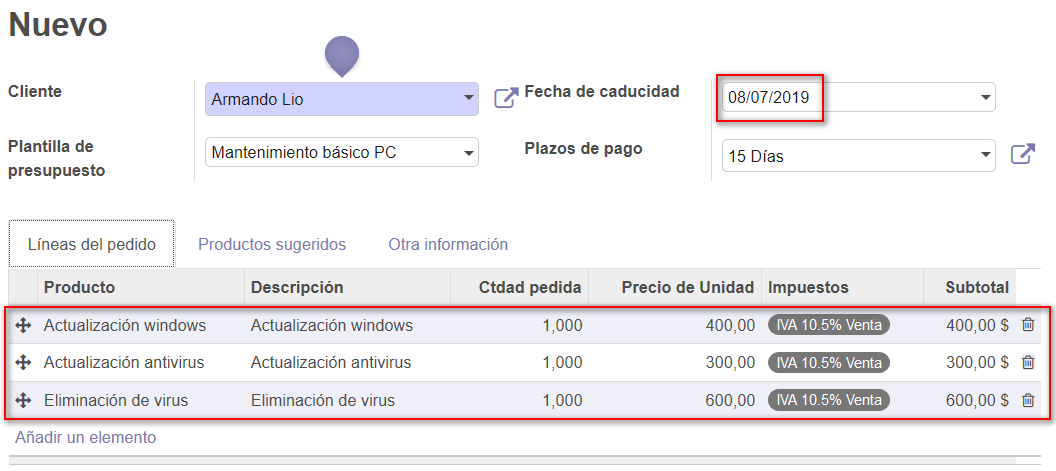 Nuevo
Cliente
Armando Lio
Fecha de caducidad
08/07/2019
Plantilla de
presupuesto
Mantenimiento básico PC
Plazos de pago
15 Días
Líneas del pedido Productos sugeridos Otra información
Producto Descripción Ctdad pedida Precio de Unidad Impuestos Subtotal
Actualización windows Actualización windows 1,000 400,00 IVA 10.5% Venta 400,00 $
Actualización antivirus Actualización antivirus 1,000 300,00 IVA 10.5% Venta 300,00 $
Eliminación de virus Eliminación de virus 1,000 600,00 IVA 10.5% Venta 600,00 $
Añadir un elemento